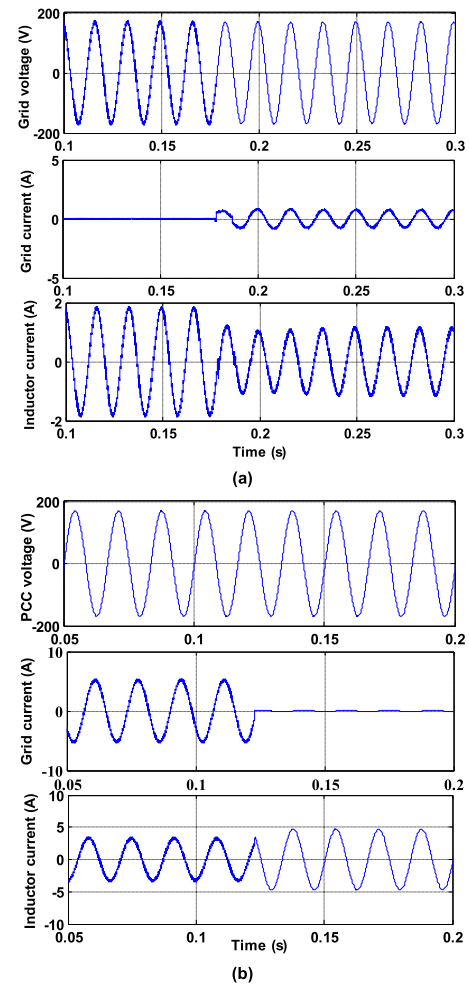 Grid voltage (V)
200
0
-200
0.1 0.15 0.2 0.25 0.3
Grid current (A)
5
0
-5
0.1 0.15 0.2 0.25 0.3
Inductor current (A)
2
0
-2
0.1 0.15 0.2 0.25 0.3
Time (s)
(a)
PCC voltage (V)
200
0
-200
0.05 0.1 0.15 0.2
Grid current (A)
10
0
-10
0.05 0.1 0.15 0.2
Inductor current (A)
10
5
0
-5
-10
0.05 0.1 0.15 0.2
Time (s)
(b)